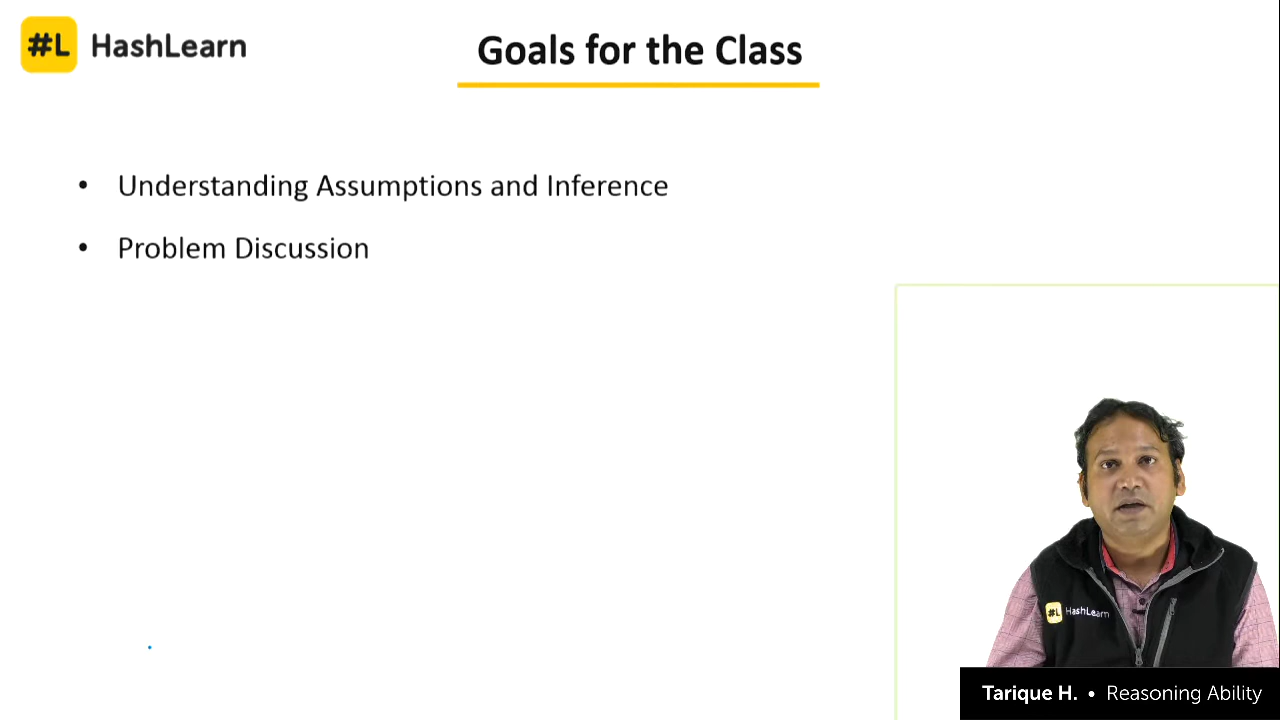 #L HashLearn
Goals for the Class
• Understanding Assumptions and Inference
• Problem Discussion
#L HashLearn
Tarique H. • Reasoning Ability